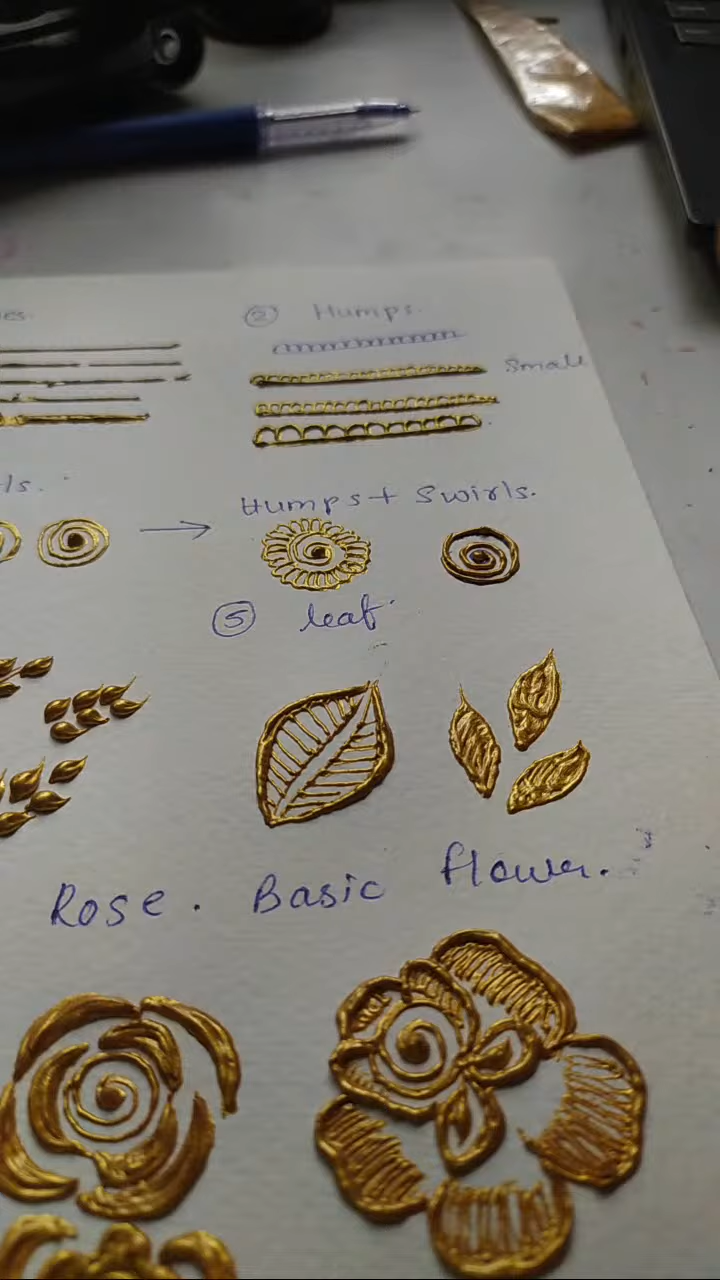 ② Humps.
Small
Humps + Swirls.
⑤ leaf
Rose. Basic flower.